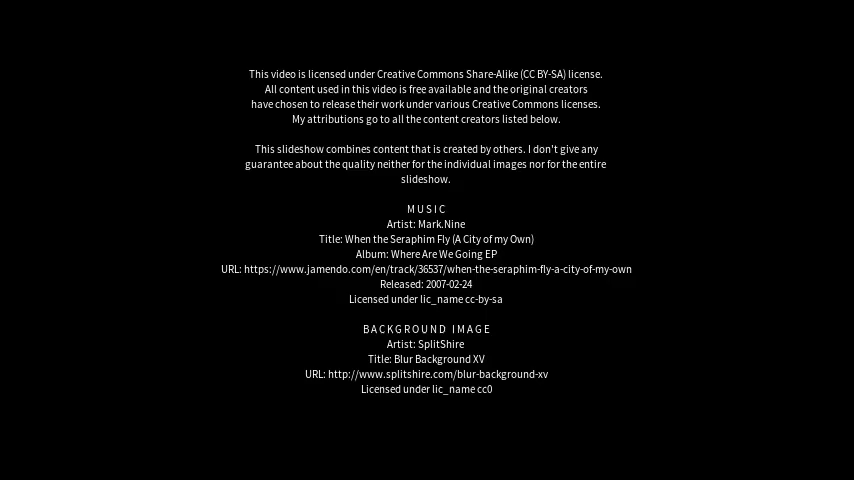 This video is licensed under Creative Commons Share-Alike (CC BY-SA) license.
All content used in this video is free available and the original creators
have chosen to release their work under various Creative Commons licenses.
My attributions go to all the content creators listed below.
This slideshow combines content that is created by others. I don't give any
guarantee about the quality neither for the individual images nor for the entire
slideshow.
MUSIC
Artist: Mark.Nine
Title: When the Seraphim Fly (A City of my Own)
Album: Where Are We Going EP
URL: https://www.jamendo.com/en/track/36537/when-the-seraphim-fly-a-city-of-my-own
Released: 2007-02-24
Licensed under lic_name cc-by-sa
BACKGROUND IMAGE
Artist: SplitShire
Title: Blur Background XV
URL: http://www.splitshire.com/blur-background-xv
Licensed under lic_name cc0